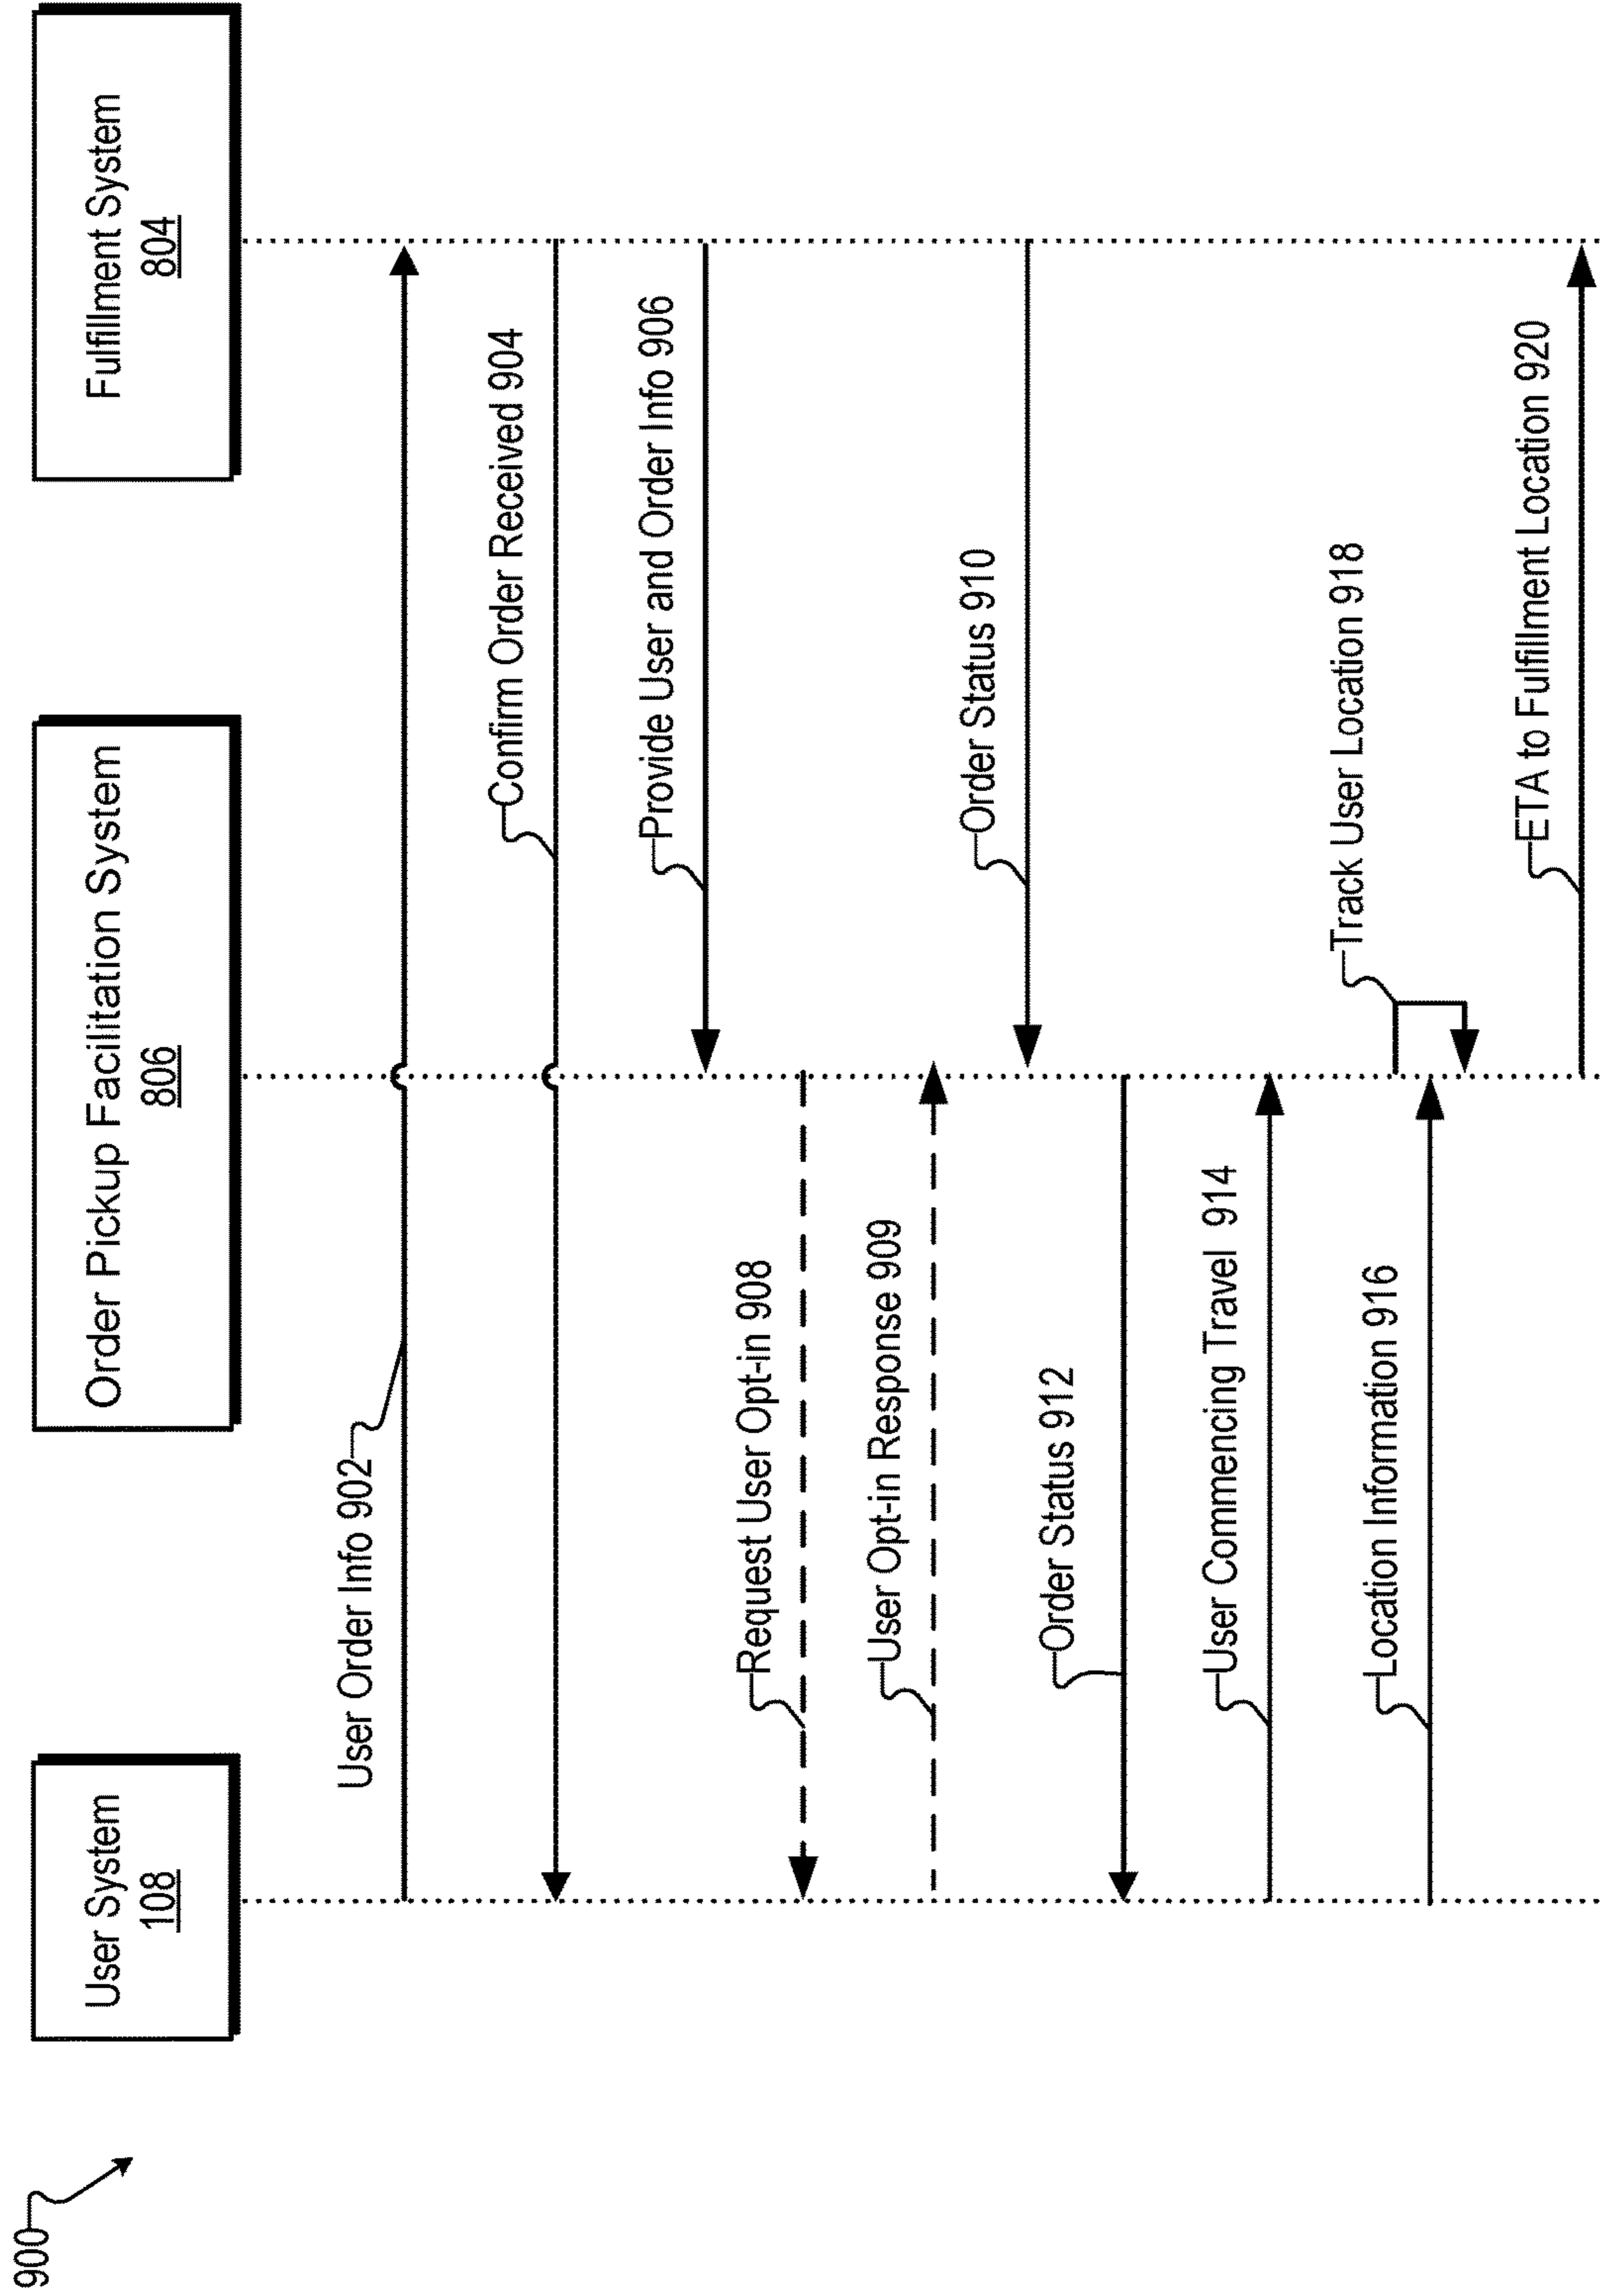 900
User System
108
Order Pickup Facilitation System
806
Fulfillment System
804
User Order Info 902
Confirm Order Received 904
Provide User and Order Info 906
Request User Opt-in 908
User Opt-in Response 909
Order Status 910
Order Status 912
User Commencing Travel 914
Track User Location 918
Location Information 916
ETA to Fulfillment Location 920